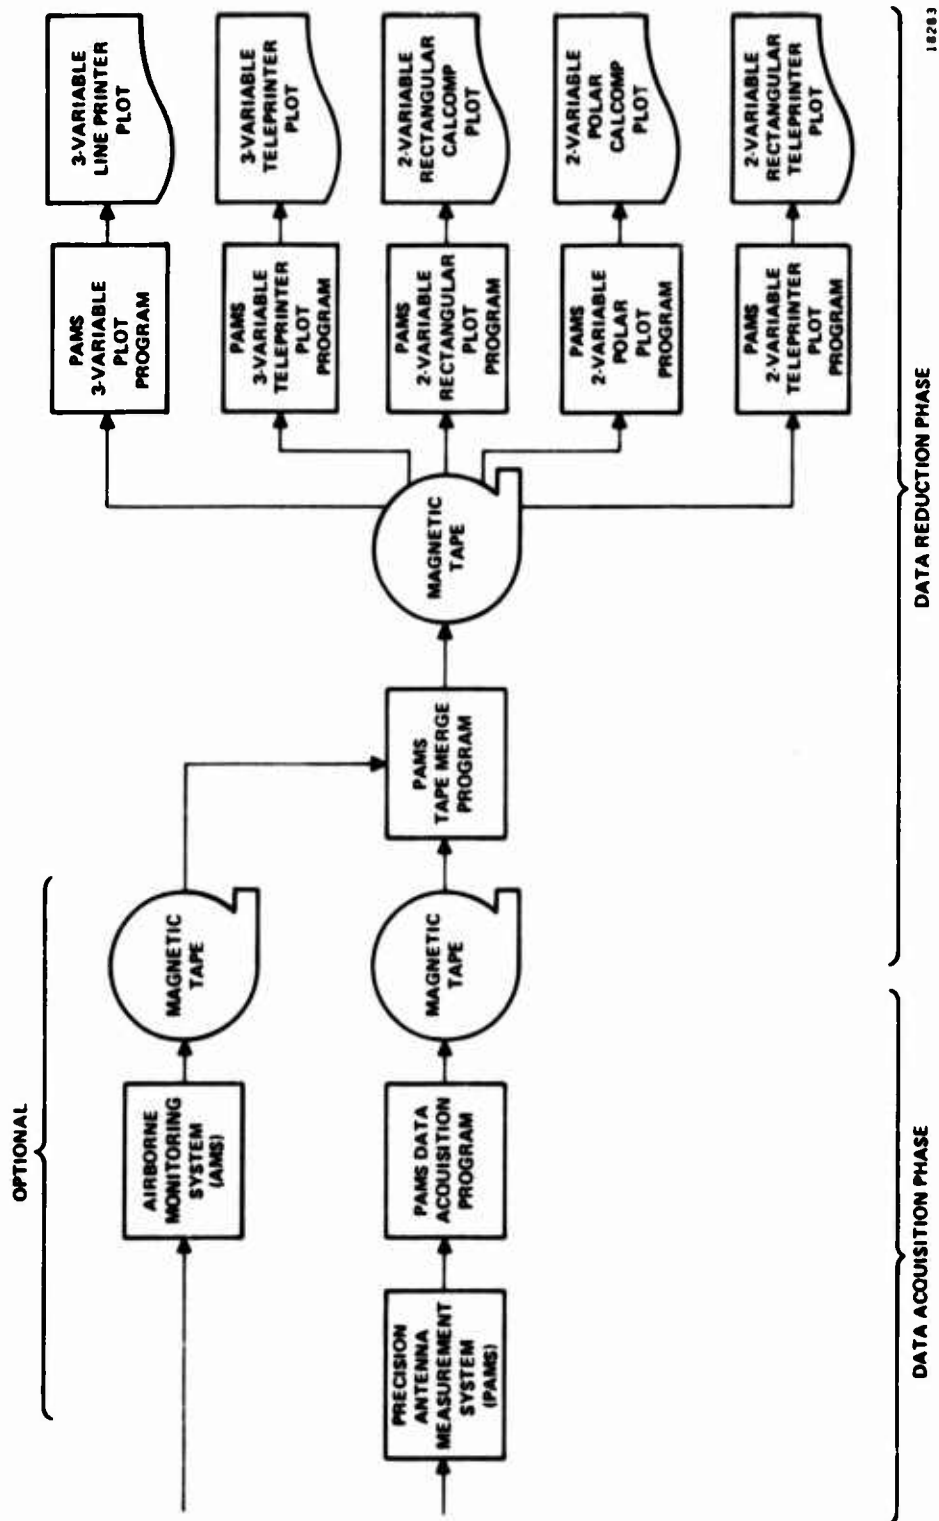 OPTIONAL
AIRBORNE
MONITORING
SYSTEM
(AMS)
MAGNETIC
TAPE
PRECISION
ANTENNA
MEASUREMENT
SYSTEM
(PAMS)
PAMS DATA
ACQUISITION
PROGRAM
MAGNETIC
TAPE
PAMS
TAPE MERGE
PROGRAM
MAGNETIC
TAPE
PAMS
3-VARIABLE
PLOT
PROGRAM
3-VARIABLE
LINE PRINTER
PLOT
PAMS
3-VARIABLE
TELEPRINTER
PLOT
PROGRAM
3-VARIABLE
TELEPRINTER
PLOT
PAMS
2-VARIABLE
RECTANGULAR
PLOT
PROGRAM
2-VARIABLE
RECTANGULAR
CALCOMP
PLOT
PAMS
2-VARIABLE
POLAR
PLOT
PROGRAM
2-VARIABLE
POLAR
CALCOMP
PLOT
PAMS
2-VARIABLE
TELEPRINTER
PLOT
PROGRAM
2-VARIABLE
RECTANGULAR
TELEPRINTER
PLOT
DATA ACQUISITION PHASE
DATA REDUCTION PHASE
18283